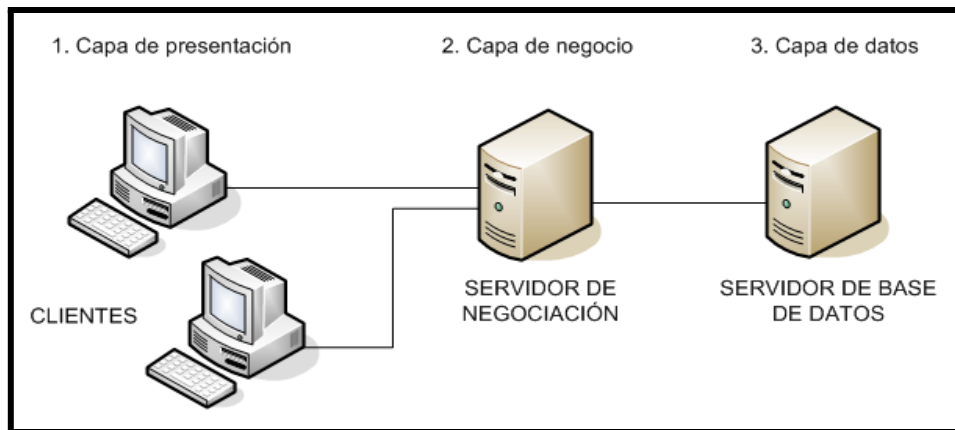 1. Capa de presentación
2. Capa de negocio
3. Capa de datos
CLIENTES
SERVIDOR DE
NEGOCIACIÓN
SERVIDOR DE BASE
DE DATOS